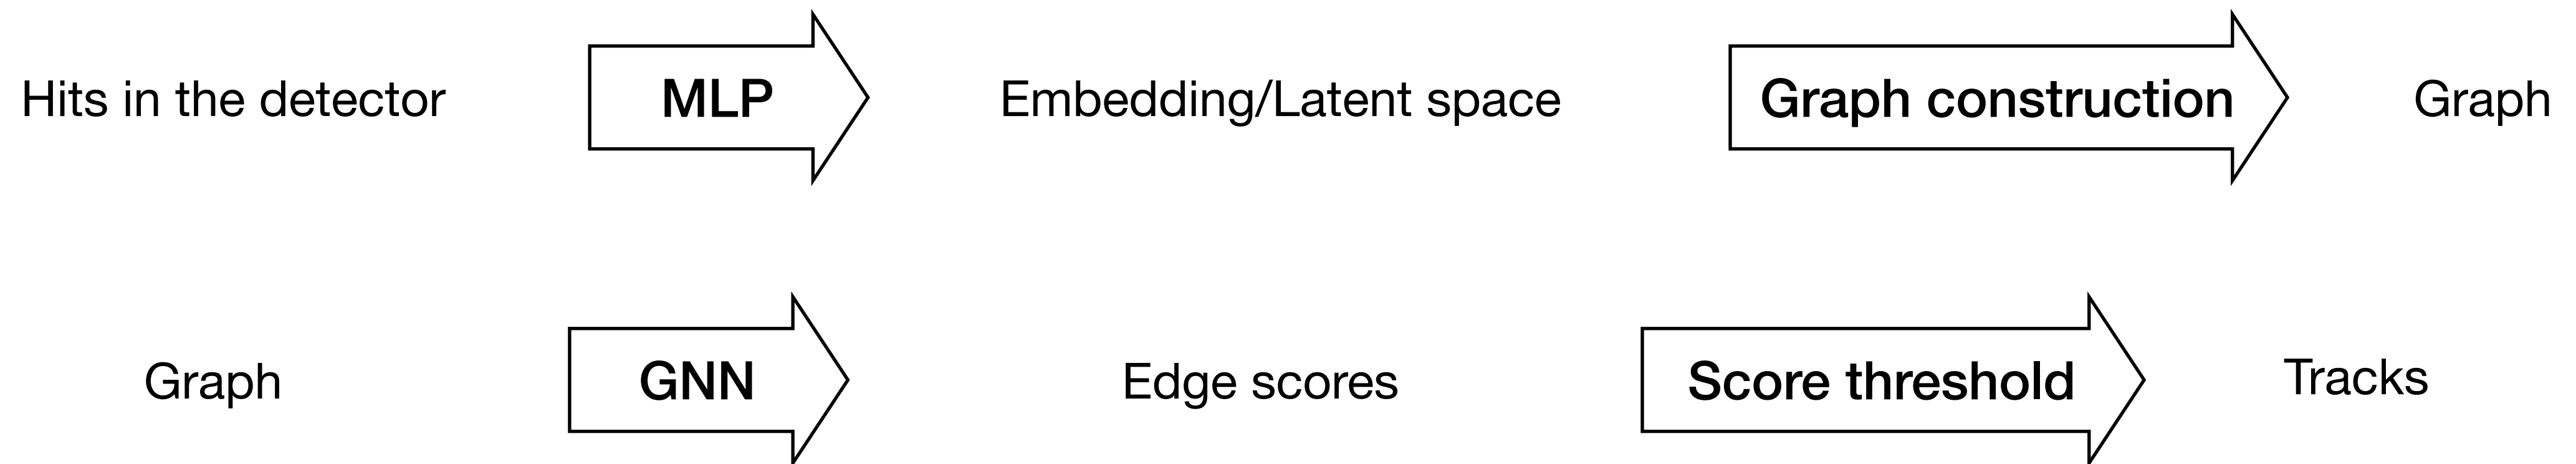 Hits in the detector MLP Embedding/Latent space Graph construction Graph
Graph GNN Edge scores Score threshold Tracks